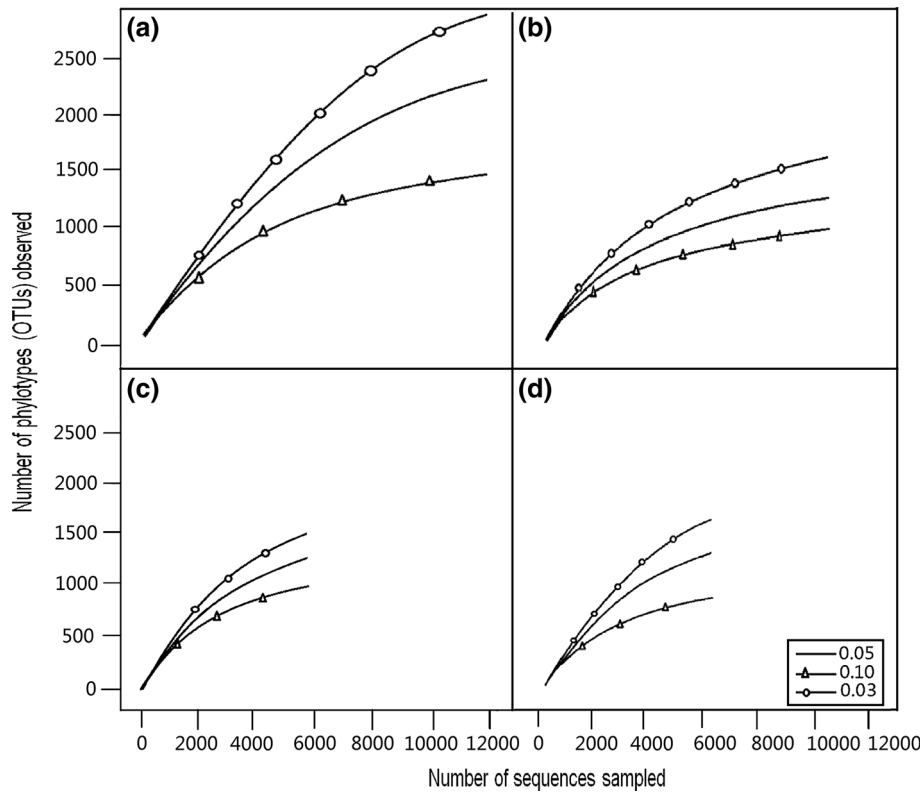 (a)
(b)
2500
2000
1500
1000
500
0
(c)
(d)
2500
2000
1500
1000
500
0
Number of phylotypes (OTUs) observed
0.05
0.10
0.03
0 2000 4000 6000 8000 10000 12000
0 2000 4000 6000 8000 10000 12000
Number of sequences sampled